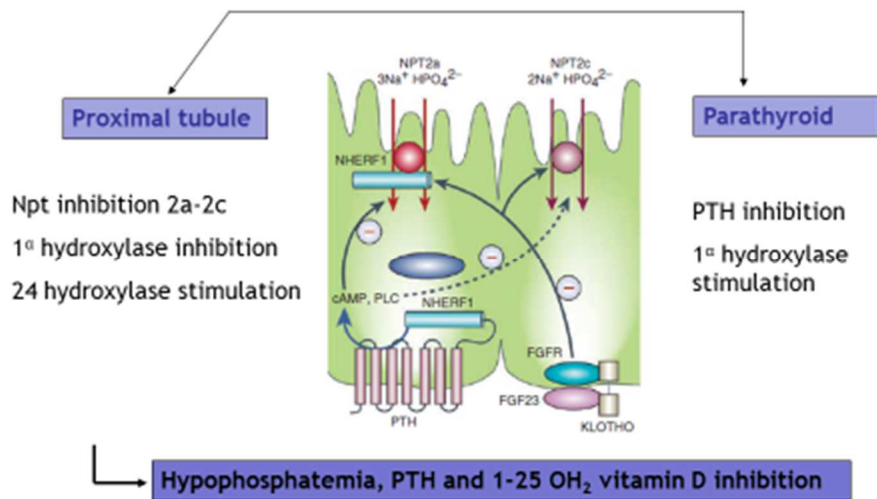 NPT2a
3Na⁺ HPO₄²⁻
NPT2c
2Na⁺ HPO₄²⁻
Proximal tubule
Parathyroid
NHERF1
Npt inhibition 2a-2c
1ᵅ hydroxylase inhibition
24 hydroxylase stimulation
PTH inhibition
1ᵅ hydroxylase
stimulation
cAMP, PLC
NHERF1
FGFR
FGF23
KLOTHO
PTH
Hypophosphatemia, PTH and 1-25 OH₂ vitamin D inhibition